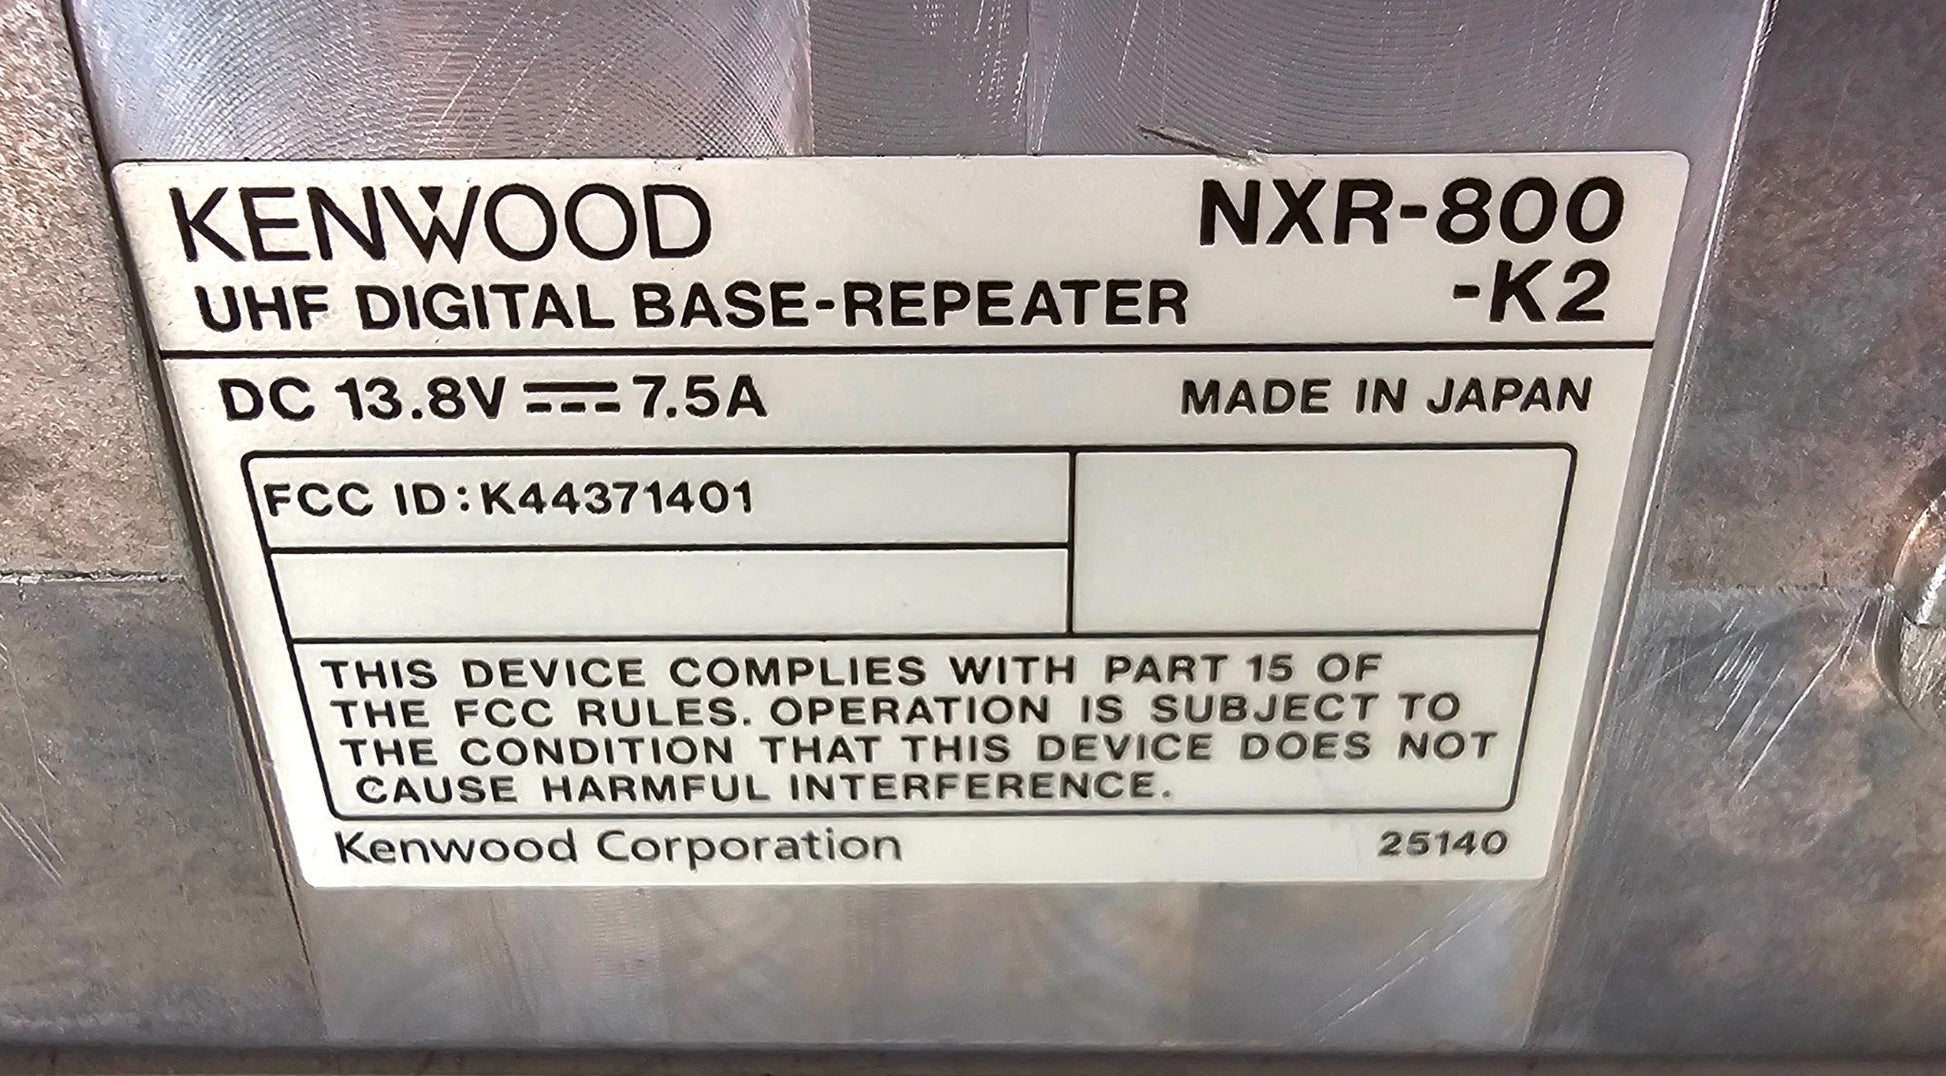 KENWOOD NXR-800
UHF DIGITAL BASE-REPEATER -K2
DC 13.8V 7.5A MADE IN JAPAN
FCC ID:K44371401
THIS DEVICE COMPLIES WITH PART 15 OF
THE FCC RULES. OPERATION IS SUBJECT TO
THE CONDITION THAT THIS DEVICE DOES NOT
CAUSE HARMFUL INTERFERENCE.
Kenwood Corporation 25140